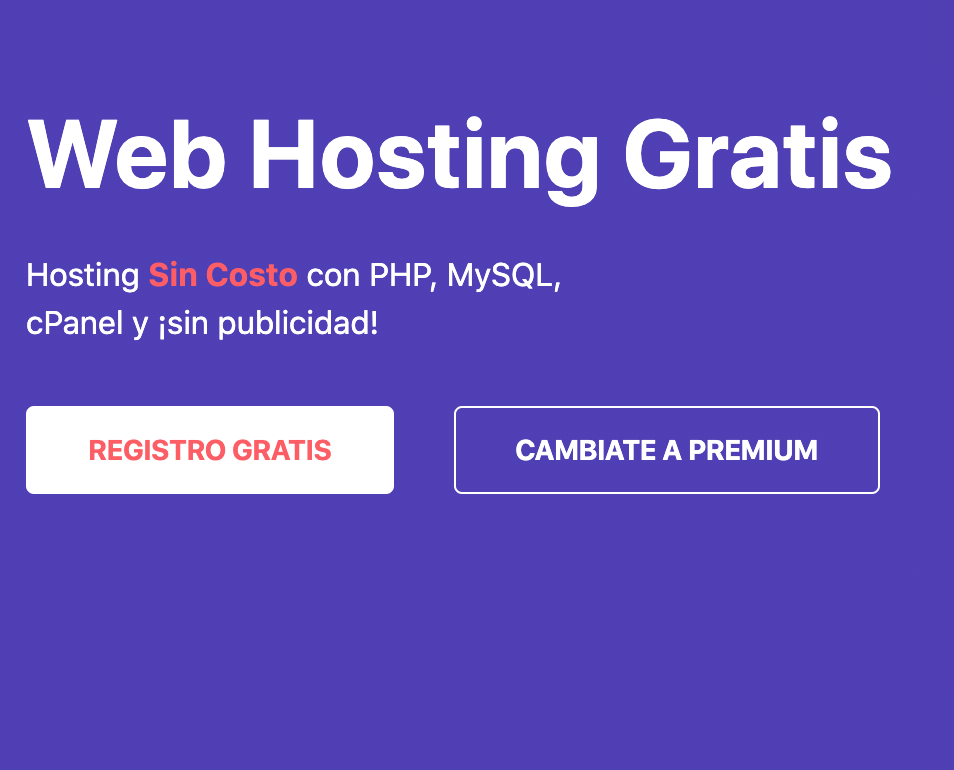 Web Hosting Gratis
Hosting Sin Costo con PHP, MySQL,
cPanel y ¡sin publicidad!
REGISTRO GRATIS
CAMBIATE A PREMIUM